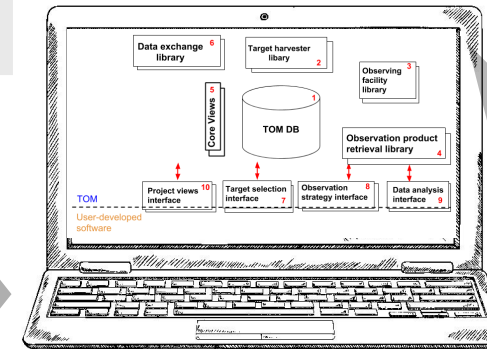 Data exchange 6
library
Target harvester
libary 2
Observing 3
facility
library
5
Core Views
1
TOM DB
Observation product
retrieval library 4
Project views 10
interface
Target selection
interface 7
Observation 8
strategy interface
Data analysis
interface 9
TOM
User-developed
software